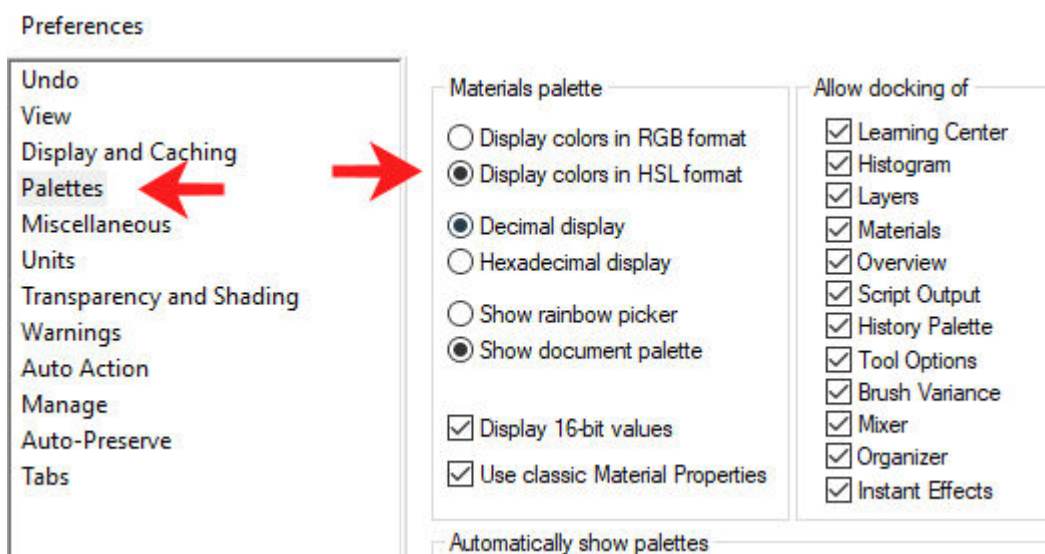 Preferences
Undo
View
Display and Caching
Palettes
Miscellaneous
Units
Transparency and Shading
Warnings
Auto Action
Manage
Auto-Preserve
Tabs
Materials palette
Display colors in RGB format
Display colors in HSL format
Decimal display
Hexadecimal display
Show rainbow picker
Show document palette
Display 16-bit values
Use classic Material Properties
Allow docking of
Learning Center
Histogram
Layers
Materials
Overview
Script Output
History Palette
Tool Options
Brush Variance
Mixer
Organizer
Instant Effects
Automatically show palettes